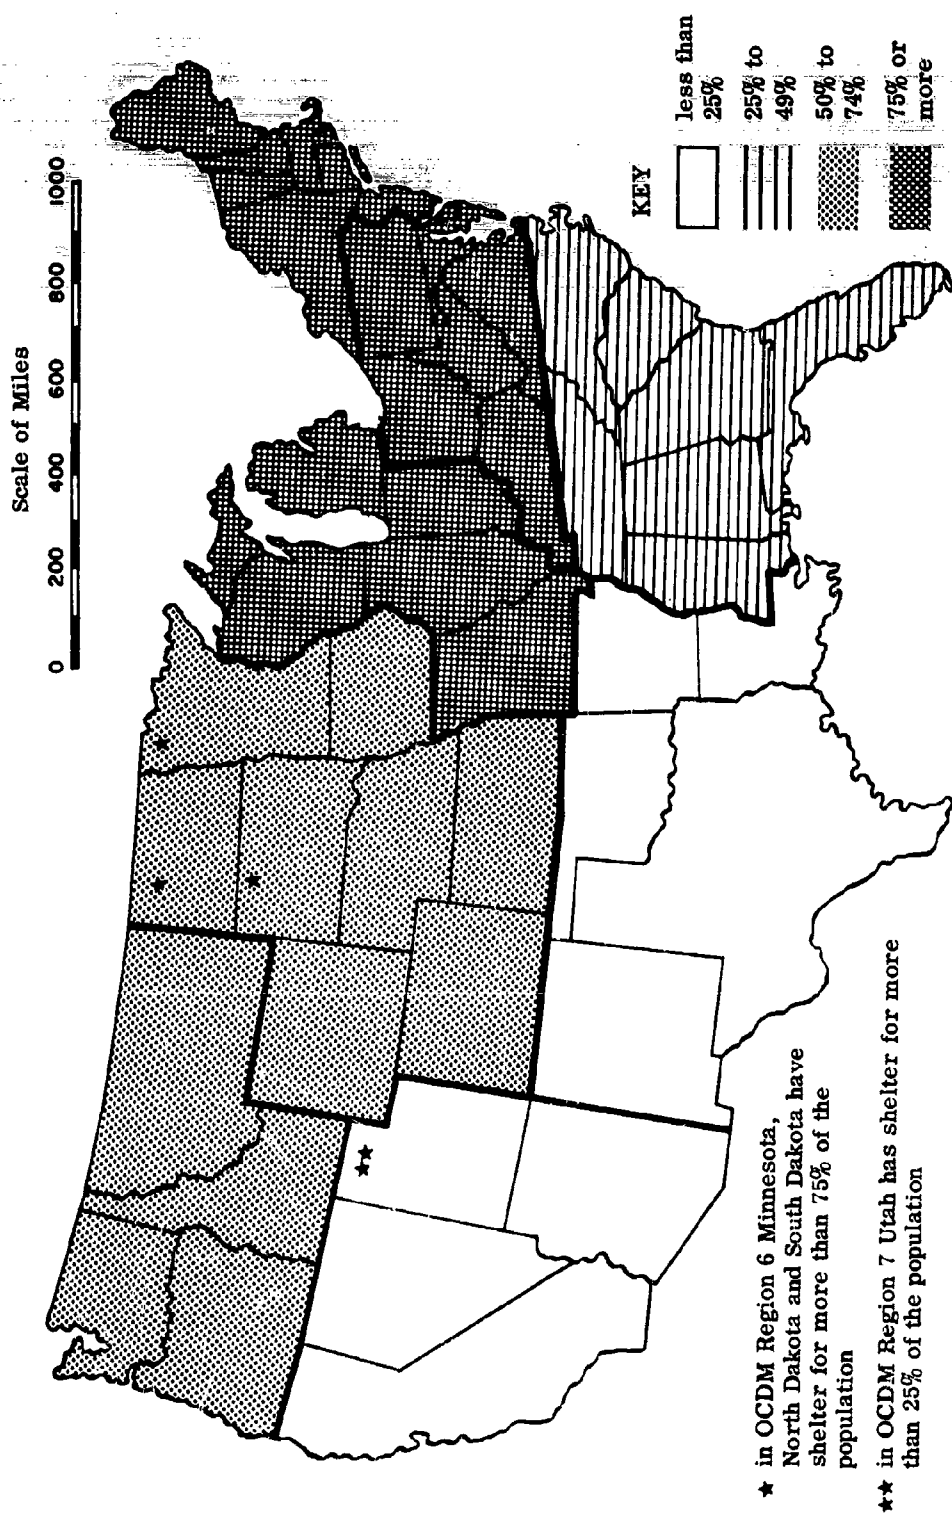 Scale of Miles
0 200 400 600 800 1000
KEY
less than
25%
25% to
49%
50% to
74%
75% or
more
★ in OCDM Region 6 Minnesota,
North Dakota and South Dakota have
shelter for more than 75% of the
population
★★ in OCDM Region 7 Utah has shelter for more
than 25% of the population